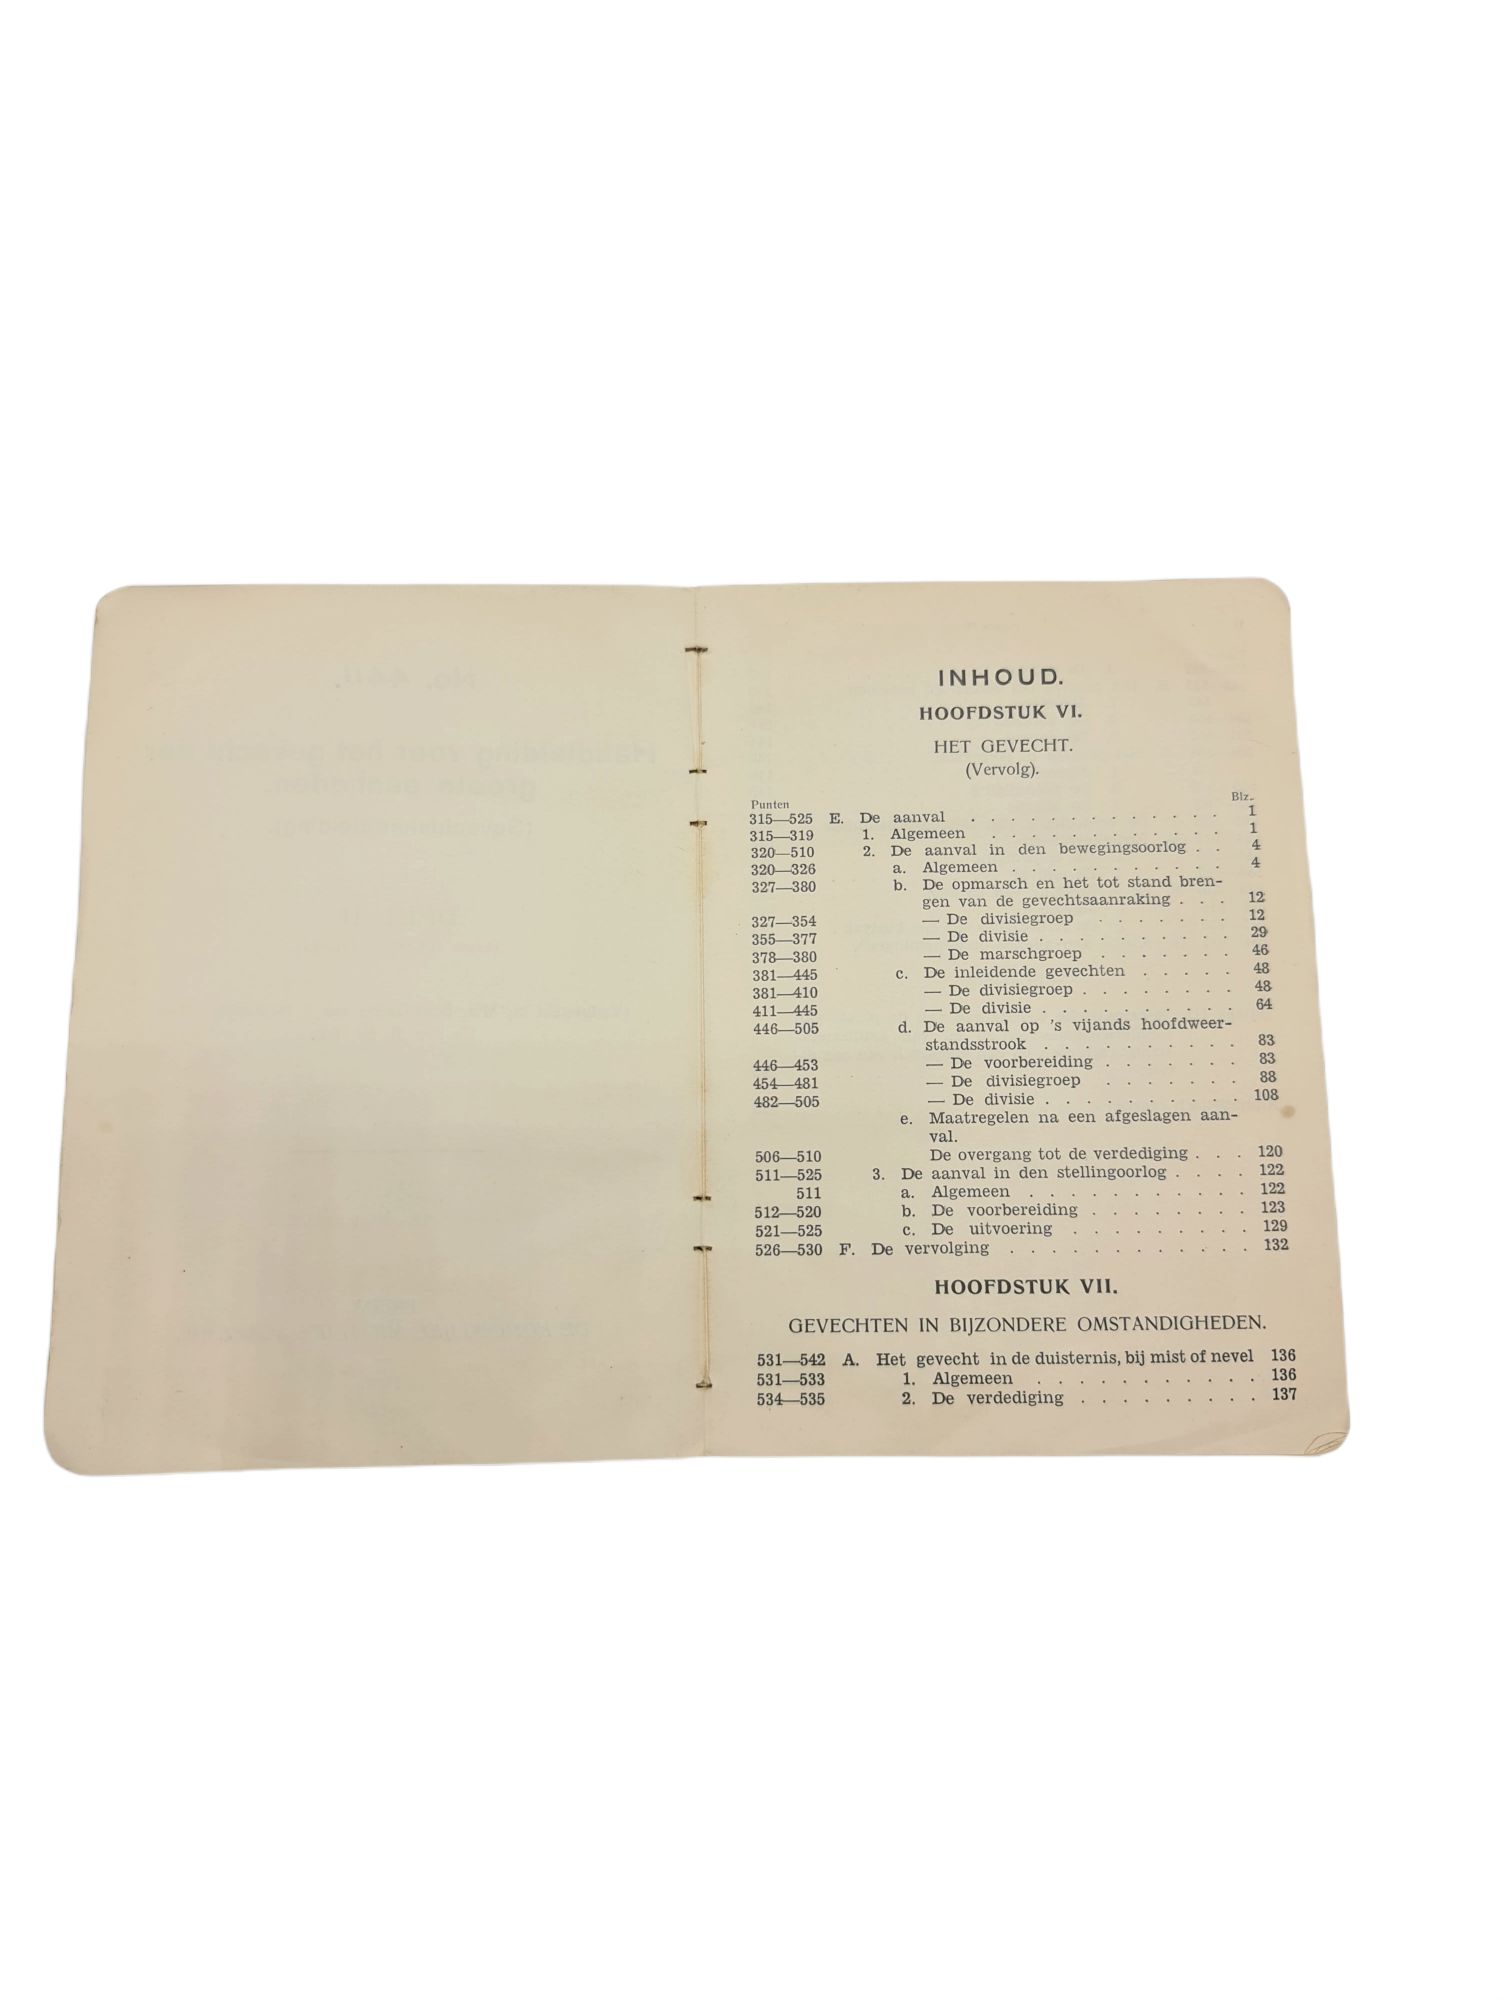 INHOUD.
HOOFDSTUK VI.
HET GEVECHT.
(Vervolg).
Punten Blz.
315—525 E. De aanval . . . . . . . . . . . . . 1
315—319 1. Algemeen . . . . . . . . . . . 1
320—510 2. De aanval in den bewegingsoorlog . . 4
320—326 a. Algemeen . . . . . . . . . . 4
327—380 b. De opmarsch en het tot stand bren-
gen van de gevechtsaanraking . . . 12
327—354 — De divisiegroep . . . . . . . 12
355—377 — De divisie . . . . . . . . . . 29
378—380 — De marschgroep . . . . . . . 46
381—445 c. De inleidende gevechten . . . . . 48
381—410 — De divisiegroep . . . . . . . . 48
411—445 — De divisie . . . . . . . . . . 64
446—505 d. De aanval op 's vijands hoofdweer-
standsstrook . . . . . . . . . . 83
446—453 — De voorbereiding . . . . . . . 83
454—481 — De divisiegroep . . . . . . . 88
482—505 — De divisie . . . . . . . . . . 108
e. Maatregelen na een afgeslagen aan-
val.
506—510 De overgang tot de verdediging . . . 120
511—525 3. De aanval in den stellingoorlog . . . . 122
511 a. Algemeen . . . . . . . . . . . 122
512—520 b. De voorbereiding . . . . . . . . 123
521—525 c. De uitvoering . . . . . . . . . 129
526—530 F. De vervolging . . . . . . . . . . . . 132
HOOFDSTUK VII.
GEVECHTEN IN BIJZONDERE OMSTANDIGHEDEN.
531—542 A. Het gevecht in de duisternis, bij mist of nevel 136
531—533 1. Algemeen . . . . . . . . . . . 136
534—535 2. De verdediging . . . . . . . . . 137